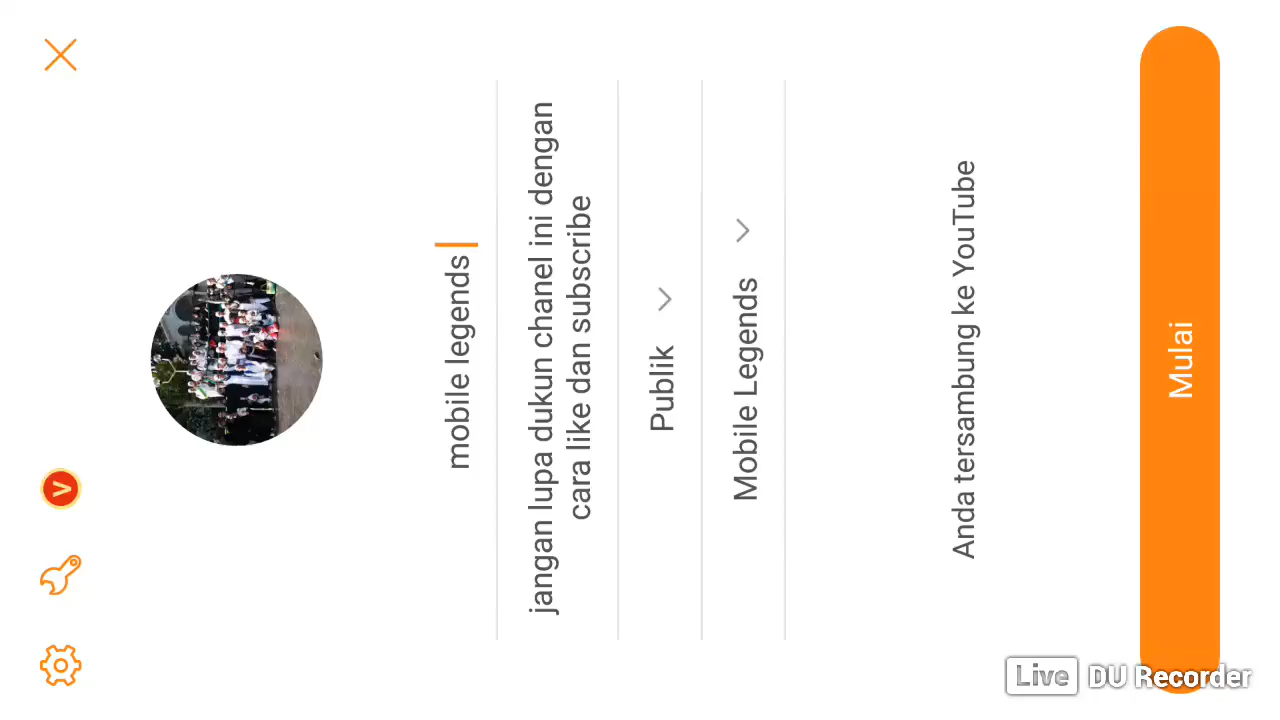 mobile legends
jangan lupa dukun chanel ini dengan
cara like dan subscribe
Publik
Mobile Legends
Anda tersambung ke YouTube
Mulai
V
Live DU Recorder